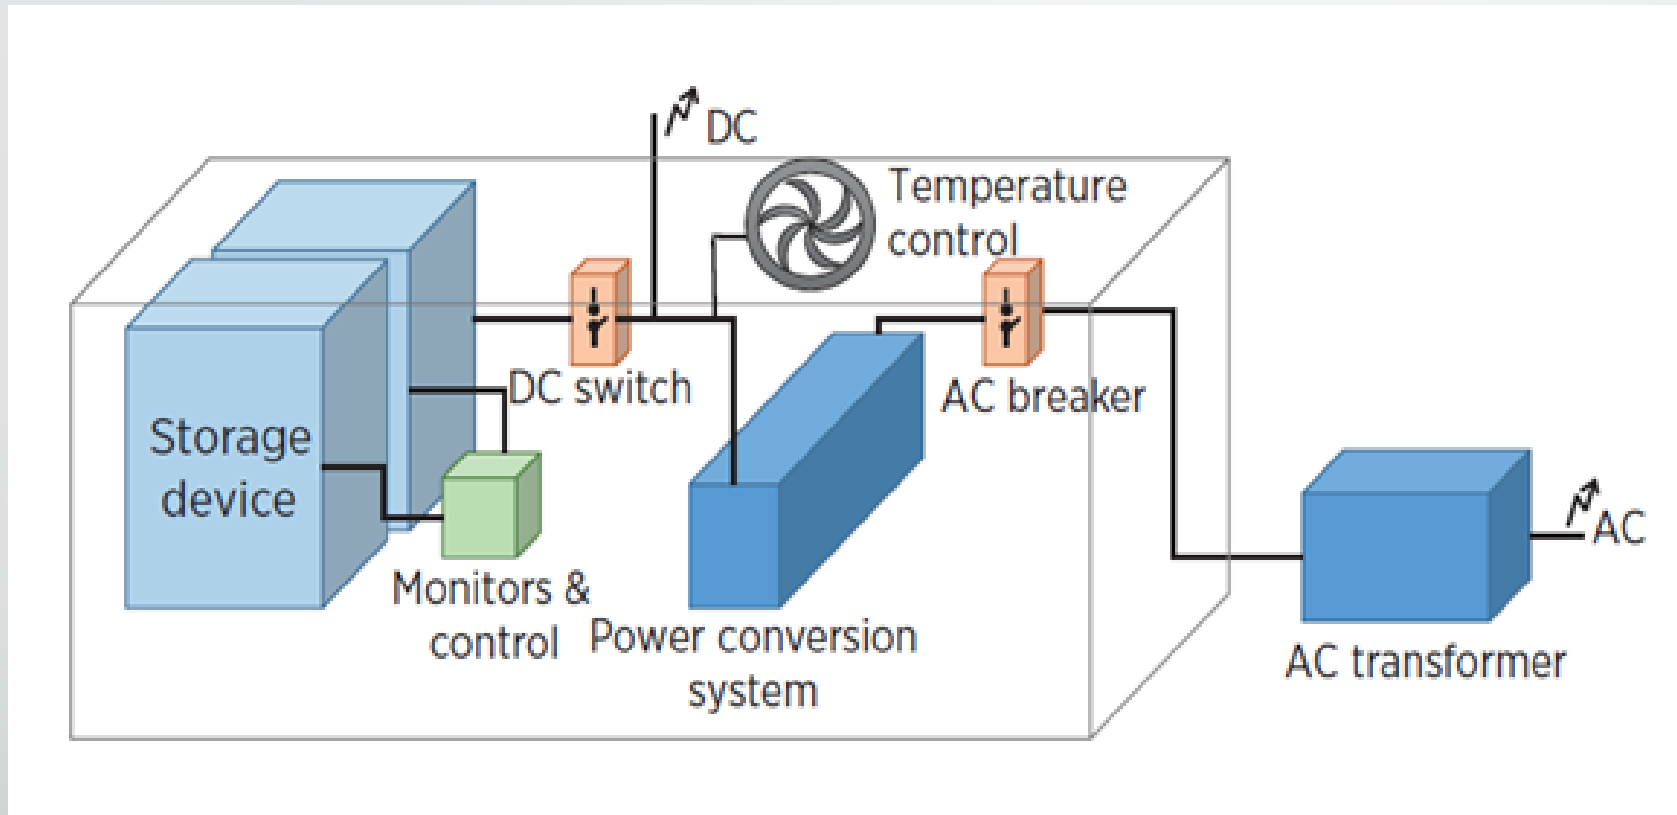 DC
Temperature
control
DC switch
AC breaker
Storage
device
AC
Monitors &
control
Power conversion
system
AC transformer